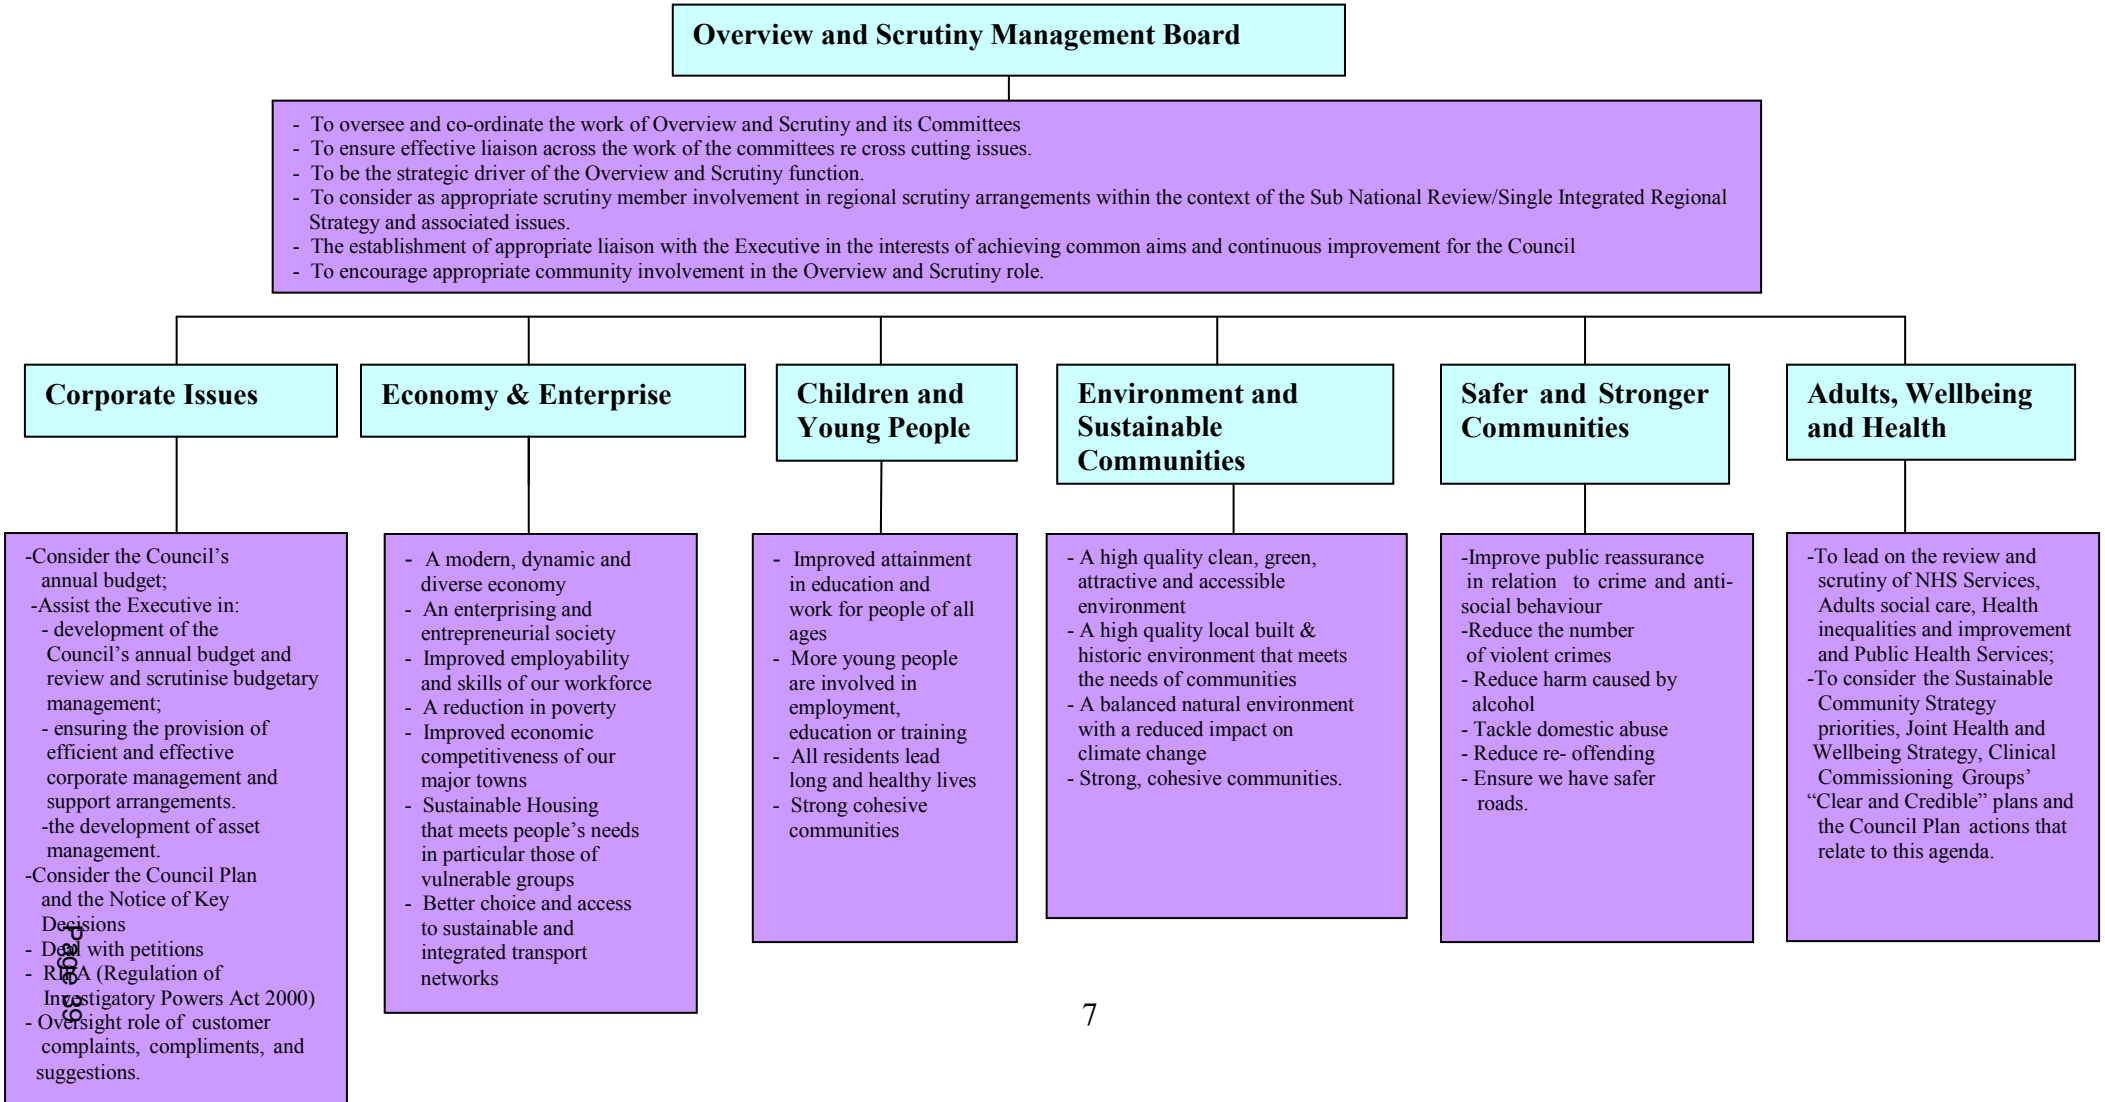 Overview and Scrutiny Management Board
- To oversee and co-ordinate the work of Overview and Scrutiny and its Committees
- To ensure effective liaison across the work of the committees re cross cutting issues.
- To be the strategic driver of the Overview and Scrutiny function.
- To consider as appropriate scrutiny member involvement in regional scrutiny arrangements within the context of the Sub National Review/Single Integrated Regional
Strategy and associated issues.
- The establishment of appropriate liaison with the Executive in the interests of achieving common aims and continuous improvement for the Council
- To encourage appropriate community involvement in the Overview and Scrutiny role.
Corporate Issues
-Consider the Council’s
annual budget;
-Assist the Executive in:
- development of the
Council’s annual budget and
review and scrutinise budgetary
management;
- ensuring the provision of
efficient and effective
corporate management and
support arrangements.
-the development of asset
management.
-Consider the Council Plan
and the Notice of Key
Decisions
- Deal with petitions
- RIPA (Regulation of
Investigatory Powers Act 2000)
- Oversight role of customer
complaints, compliments, and
suggestions.
Economy & Enterprise
- A modern, dynamic and
diverse economy
- An enterprising and
entrepreneurial society
- Improved employability
and skills of our workforce
- A reduction in poverty
- Improved economic
competitiveness of our
major towns
- Sustainable Housing
that meets people’s needs
in particular those of
vulnerable groups
- Better choice and access
to sustainable and
integrated transport
networks
Children and
Young People
- Improved attainment
in education and
work for people of all
ages
- More young people
are involved in
employment,
education or training
- All residents lead
long and healthy lives
- Strong cohesive
communities
Environment and
Sustainable
Communities
- A high quality clean, green,
attractive and accessible
environment
- A high quality local built &
historic environment that meets
the needs of communities
- A balanced natural environment
with a reduced impact on
climate change
- Strong, cohesive communities.
Safer and Stronger
Communities
-Improve public reassurance
in relation to crime and anti-
social behaviour
-Reduce the number
of violent crimes
- Reduce harm caused by
alcohol
- Tackle domestic abuse
- Reduce re- offending
- Ensure we have safer
roads.
Adults, Wellbeing
and Health
-To lead on the review and
scrutiny of NHS Services,
Adults social care, Health
inequalities and improvement
and Public Health Services;
-To consider the Sustainable
Community Strategy
priorities, Joint Health and
Wellbeing Strategy, Clinical
Commissioning Groups’
“Clear and Credible” plans and
the Council Plan actions that
relate to this agenda.
Page 39
7